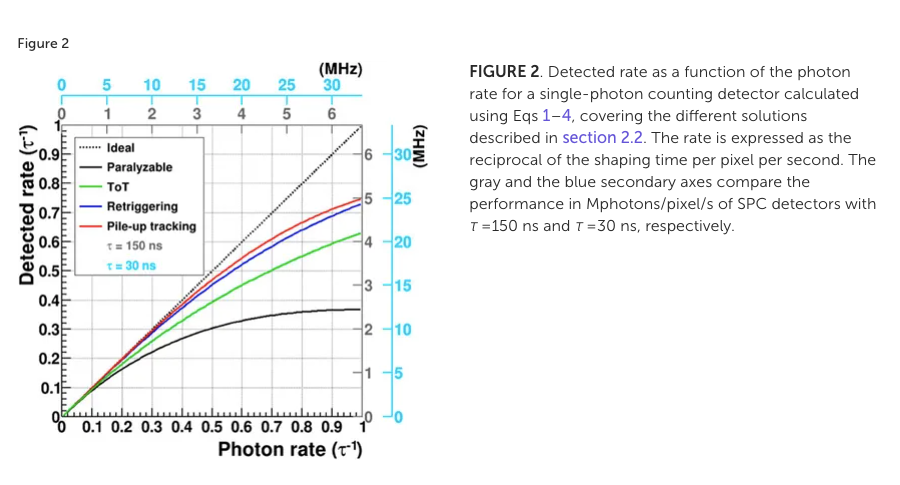 Figure 2
(MHz)
0 5 10 15 20 25 30
0 1 2 3 4 5 6
Detected rate (τ⁻¹)
1
0.9
0.8
0.7
0.6
0.5
0.4
0.3
0.2
0.1
0
Ideal
Paralyzable
ToT
Retriggering
Pile-up tracking
τ = 150 ns
τ = 30 ns
6
5
4
3
2
1
0
(MHz)
30
25
20
15
10
5
0
0 0.1 0.2 0.3 0.4 0.5 0.6 0.7 0.8 0.9 1
Photon rate (τ⁻¹)
FIGURE 2. Detected rate as a function of the photon
rate for a single-photon counting detector calculated
using Eqs 1–4, covering the different solutions
described in section 2.2. The rate is expressed as the
reciprocal of the shaping time per pixel per second. The
gray and the blue secondary axes compare the
performance in Mphotons/pixel/s of SPC detectors with
τ =150 ns and τ =30 ns, respectively.